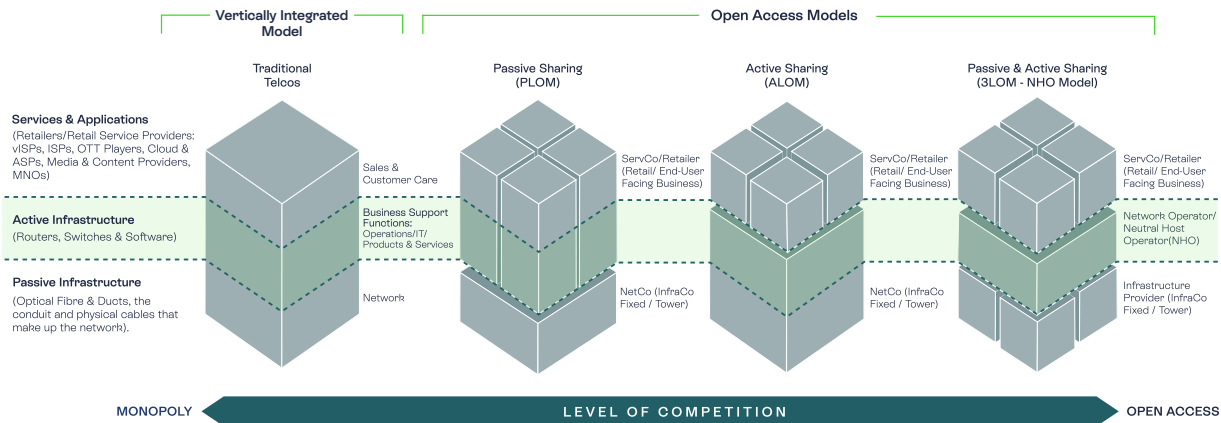 Vertically Integrated
Model
Open Access Models
Traditional
Telcos
Passive Sharing
(PLOM)
Active Sharing
(ALOM)
Passive & Active Sharing
(3LOM - NHO Model)
Services & Applications
(Retailers/Retail Service Providers:
vISPs, ISPs, OTT Players, Cloud &
ASPs, Media & Content Providers,
MNOs)
Sales &
Customer Care
ServCo/Retailer
(Retail/ End-User
Facing Business)
ServCo/Retailer
(Retail/ End-User
Facing Business)
ServCo/Retailer
(Retail/ End-User
Facing Business)
Active Infrastructure
(Routers, Switches & Software)
Business Support
Functions:
Operations/IT/
Products & Services
Network Operator/
Neutral Host
Operator(NHO)
Passive Infrastructure
(Optical Fibre & Ducts, the
conduit and physical cables that
make up the network).
Network
NetCo (InfraCo
Fixed / Tower)
NetCo (InfraCo
Fixed / Tower)
Infrastructure
Provider (InfraCo
Fixed / Tower)
MONOPOLY
LEVEL OF COMPETITION
OPEN ACCESS